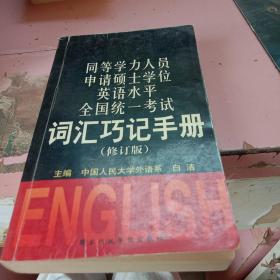 同等学力人员
申请硕士学位
英语水平
全国统一考试
词汇巧记手册
（修订版）
主编 中国人民大学外语系 白洁
ENGLISH